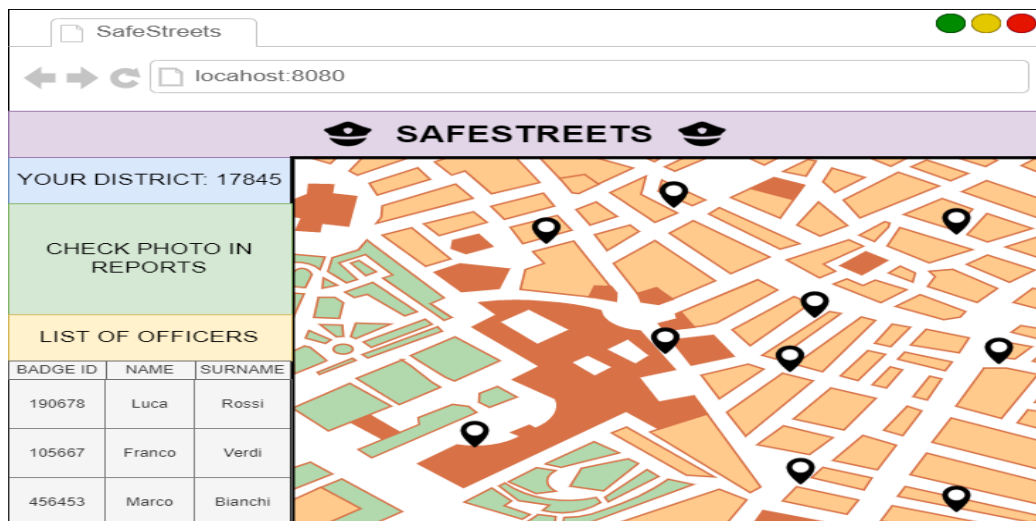 SafeStreets
locahost:8080
SAFESTREETS
YOUR DISTRICT: 17845
CHECK PHOTO IN
REPORTS
LIST OF OFFICERS
BADGE ID NAME SURNAME
190678 Luca Rossi
105667 Franco Verdi
456453 Marco Bianchi